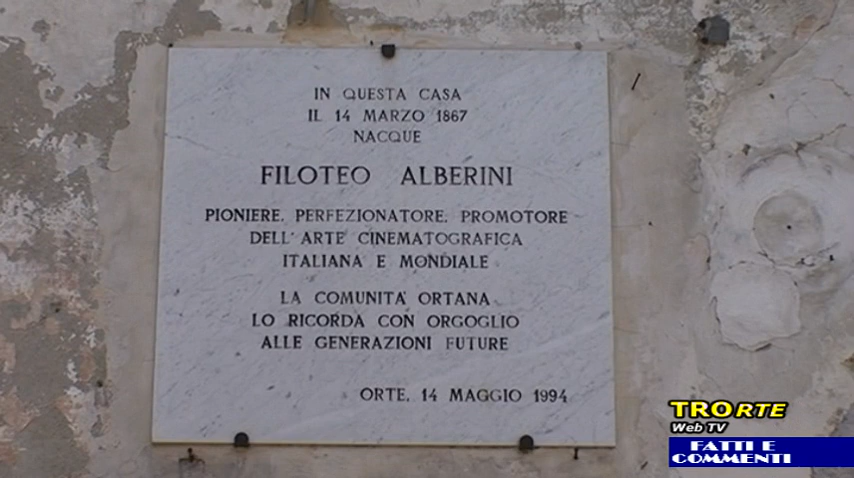 IN QUESTA CASA
IL 14 MARZO 1867
NACQUE
FILOTEO ALBERINI
PIONIERE, PERFEZIONATORE, PROMOTORE
DELL'ARTE CINEMATOGRAFICA
ITALIANA E MONDIALE
LA COMUNITA' ORTANA
LO RICORDA CON ORGOGLIO
ALLE GENERAZIONI FUTURE
ORTE, 14 MAGGIO 1994
TRORTE
Web TV
FATTI E
COMMENTI